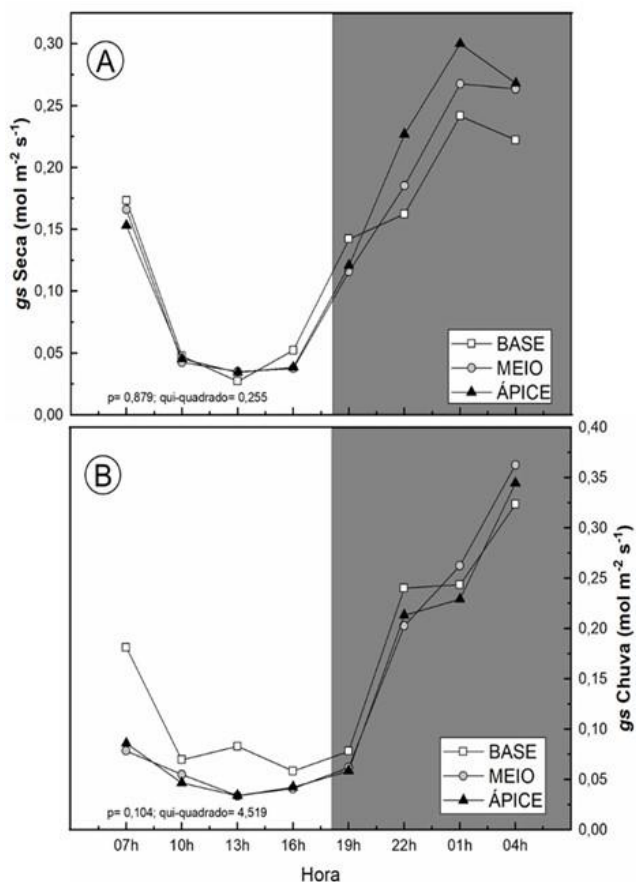 A
0,30
0,25
0,20
0,15
0,10
0,05
0,00
gs Seca (mol m⁻² s⁻¹)
BASE
MEIO
ÁPICE
p= 0,879; qui-quadrado= 0,255
B
0,40
0,35
0,30
0,25
0,20
0,15
0,10
0,05
0,00
gs Chuva (mol m⁻² s⁻¹)
BASE
MEIO
ÁPICE
p= 0,104; qui-quadrado= 4,519
07h 10h 13h 16h 19h 22h 01h 04h
Hora